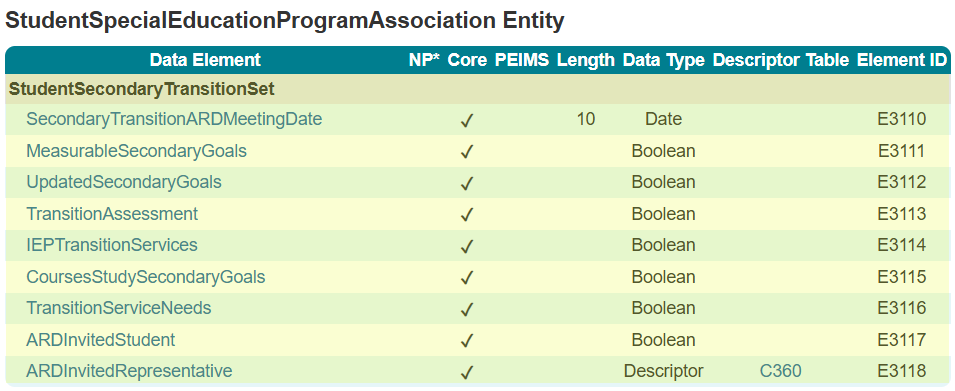 StudentSpecialEducationProgramAssociation Entity
Data Element NP* Core PEIMS Length Data Type Descriptor Table Element ID
StudentSecondaryTransitionSet
SecondaryTransitionARDMeetingDate ✓ 10 Date E3110
MeasurableSecondaryGoals ✓ Boolean E3111
UpdatedSecondaryGoals ✓ Boolean E3112
TransitionAssessment ✓ Boolean E3113
IEPTransitionServices ✓ Boolean E3114
CoursesStudySecondaryGoals ✓ Boolean E3115
TransitionServiceNeeds ✓ Boolean E3116
ARDInvitedStudent ✓ Boolean E3117
ARDInvitedRepresentative ✓ Descriptor C360 E3118